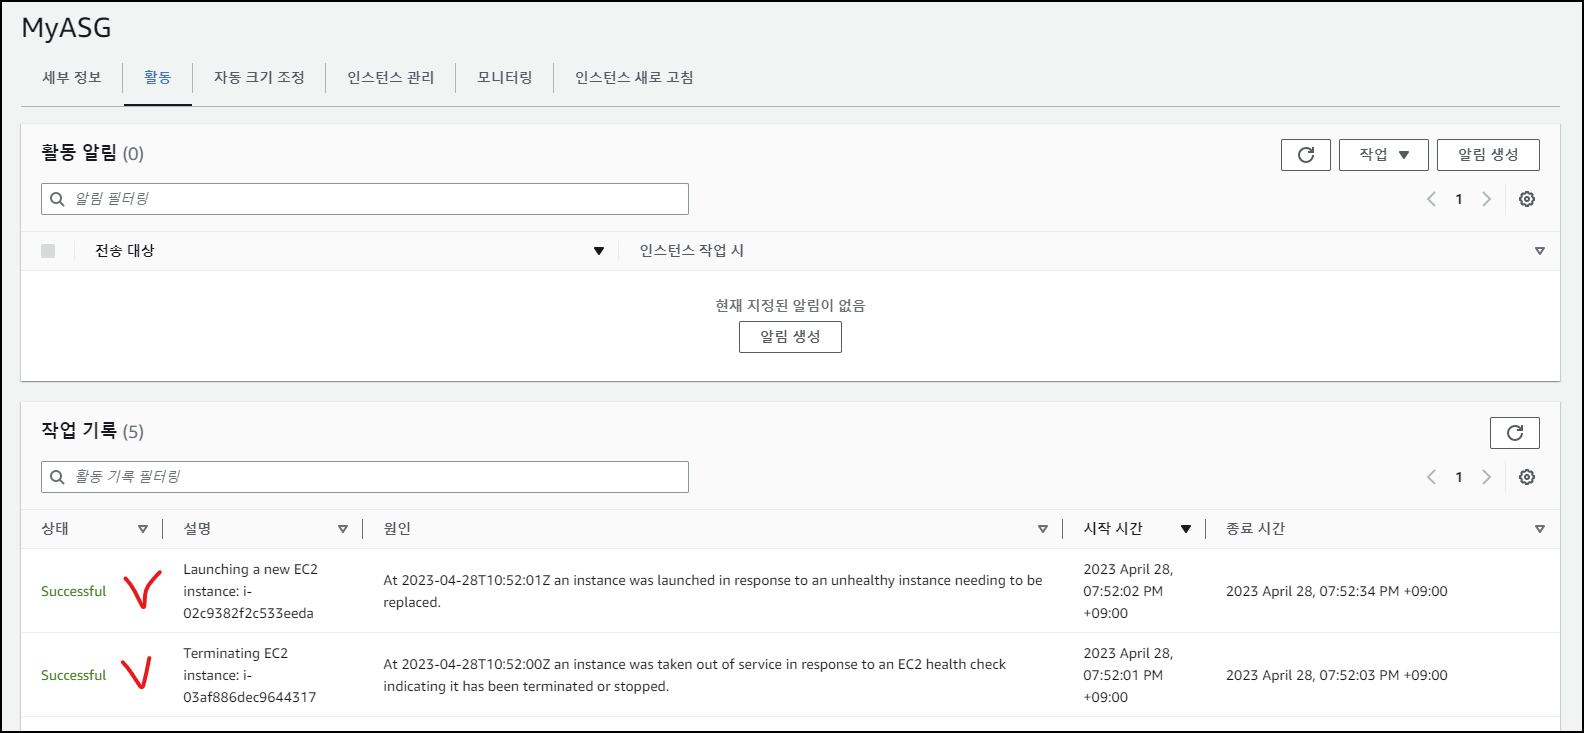 MyASG
세부 정보 활동 자동 크기 조정 인스턴스 관리 모니터링 인스턴스 새로 고침
활동 알림 (0)
작업 알림 생성
알림 필터링
1
전송 대상 인스턴스 작업 시
현재 지정된 알림이 없음
알림 생성
작업 기록 (5)
활동 기록 필터링
1
상태 설명 원인 시작 시간 종료 시간
Successful
Launching a new EC2
instance: i-
02c9382f2c533eeda
At 2023-04-28T10:52:01Z an instance was launched in response to an unhealthy instance needing to be
replaced.
2023 April 28,
07:52:02 PM
+09:00
2023 April 28, 07:52:34 PM +09:00
Successful
Terminating EC2
instance: i-
03af886dec9644317
At 2023-04-28T10:52:00Z an instance was taken out of service in response to an EC2 health check
indicating it has been terminated or stopped.
2023 April 28,
07:52:01 PM
+09:00
2023 April 28, 07:52:03 PM +09:00